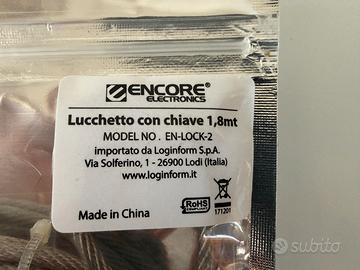 ENCORE®
ELECTRONICS
Lucchetto con chiave 1,8mt
MODEL NO . EN-LOCK-2
importato da Loginform S.p.A.
Via Solferino, 1 - 26900 Lodi (Italia)
www.loginform.it
Made in China
RoHS
COMPLIANT
171201
subito